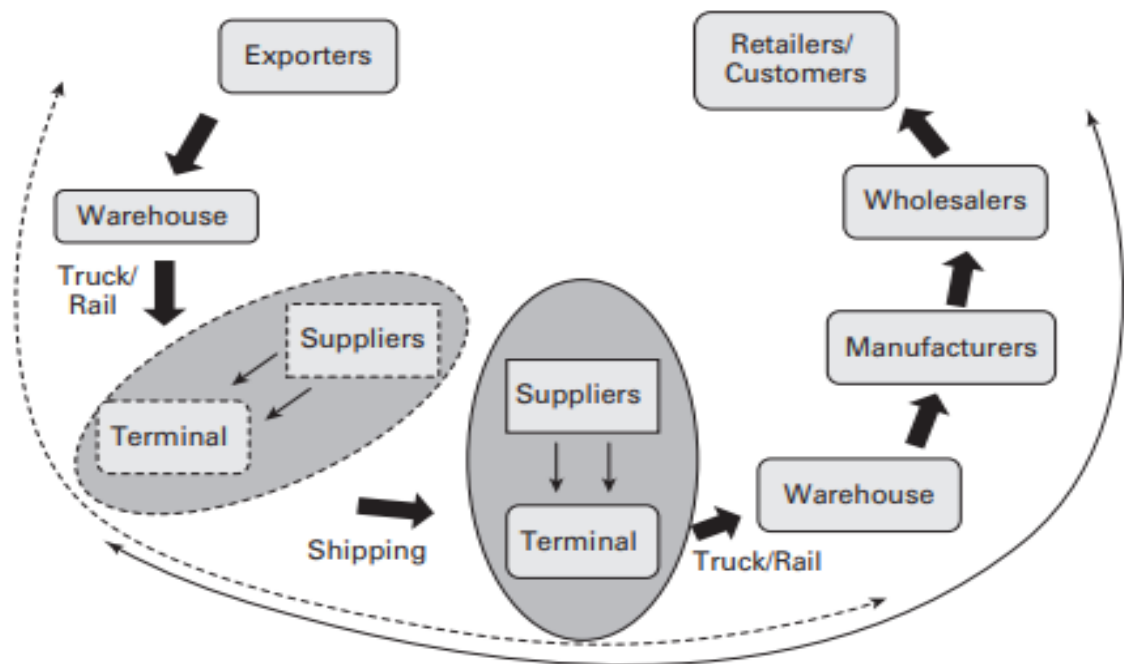 Exporters
Warehouse
Truck/
Rail
Suppliers
Terminal
Shipping
Suppliers
Terminal
Truck/Rail
Warehouse
Manufacturers
Wholesalers
Retailers/
Customers